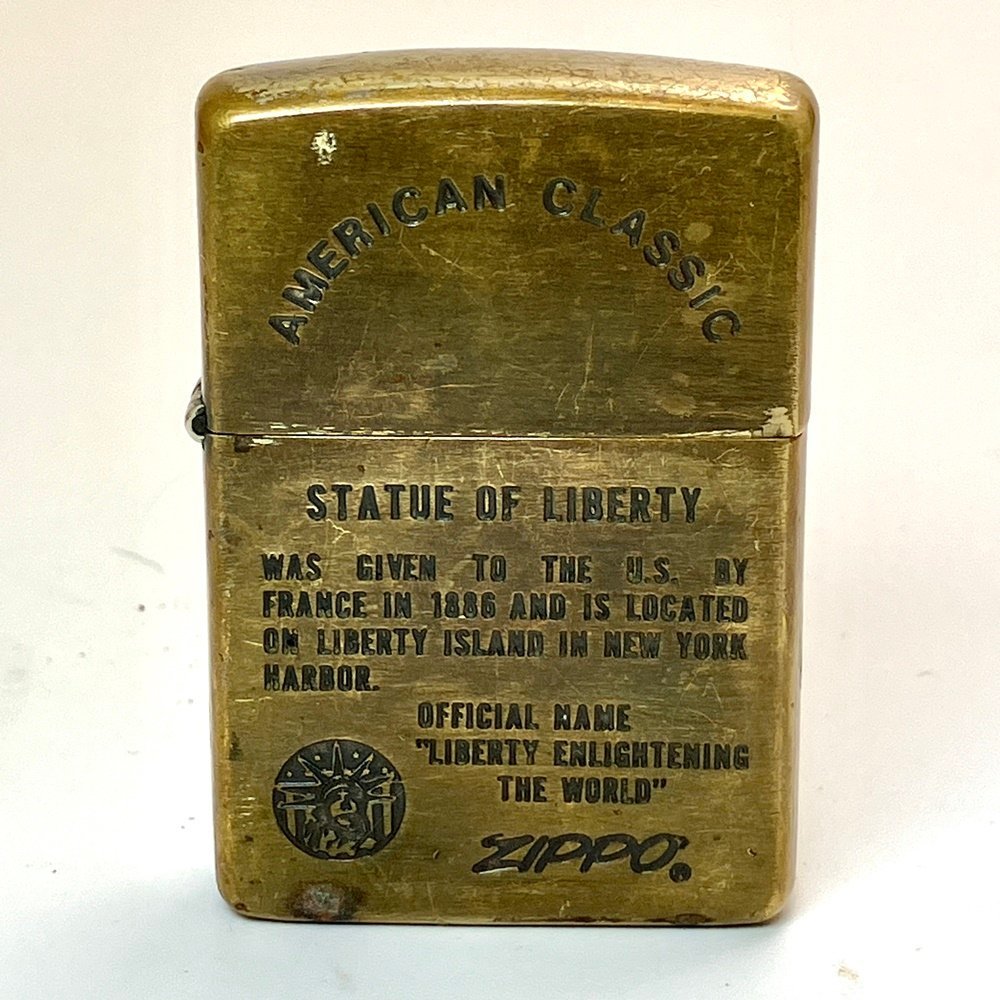 AMERICAN CLASSIC
STATUE OF LIBERTY
WAS GIVEN TO THE U.S. BY
FRANCE IN 1886 AND IS LOCATED
ON LIBERTY ISLAND IN NEW YORK
HARBOR.
OFFICIAL NAME
"LIBERTY ENLIGHTENING
THE WORLD"
ZIPPO®